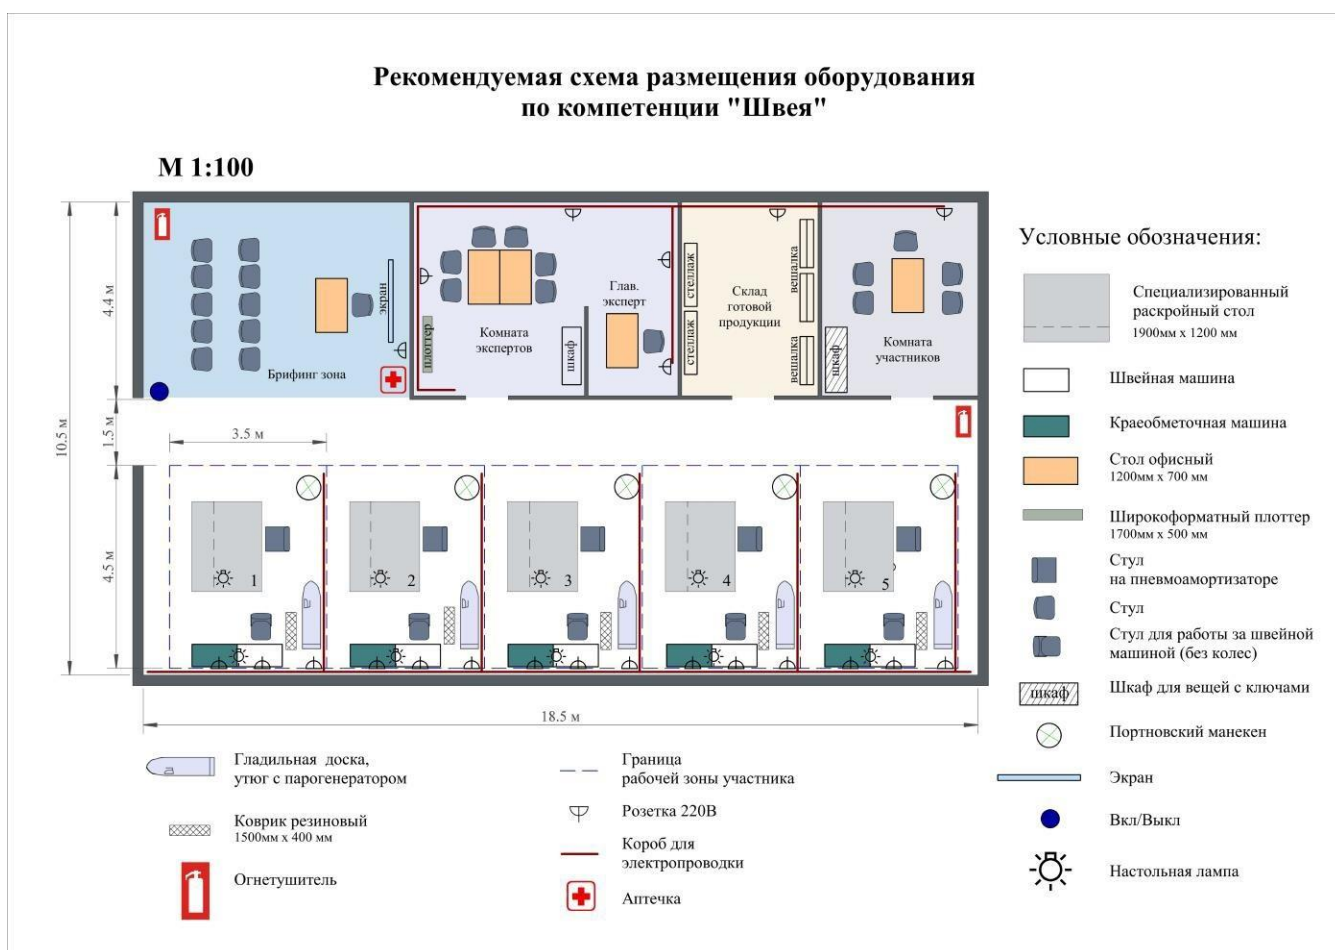 Рекомендуемая схема размещения оборудования
по компетенции "Швея"
М 1:100
10.5 м
4.4 м
1.5 м
4.5 м
3.5 м
18.5 м
экран
Брифинг зона
плоттер
Комната
экспертов
шкаф
Глав.
эксперт
стеллаж
стеллаж
Склад
готовой
продукции
вешалка
вешалка
шкаф
Комната
участников
1
2
3
4
5
Условные обозначения:
Специализированный
раскройный стол
1900мм х 1200 мм
Швейная машина
Краеобметочная машина
Стол офисный
1200мм х 700 мм
Широкоформатный плоттер
1700мм х 500 мм
Стул
на пневмоамортизаторе
Стул
Стул для работы за швейной
машиной (без колес)
шкаф
Шкаф для вещей с ключами
Портновский манекен
Экран
Вкл/Выкл
Настольная лампа
Гладильная доска,
утюг с парогенератором
Коврик резиновый
1500мм х 400 мм
Огнетушитель
Граница
рабочей зоны участника
Розетка 220В
Короб для
электропроводки
Аптечка